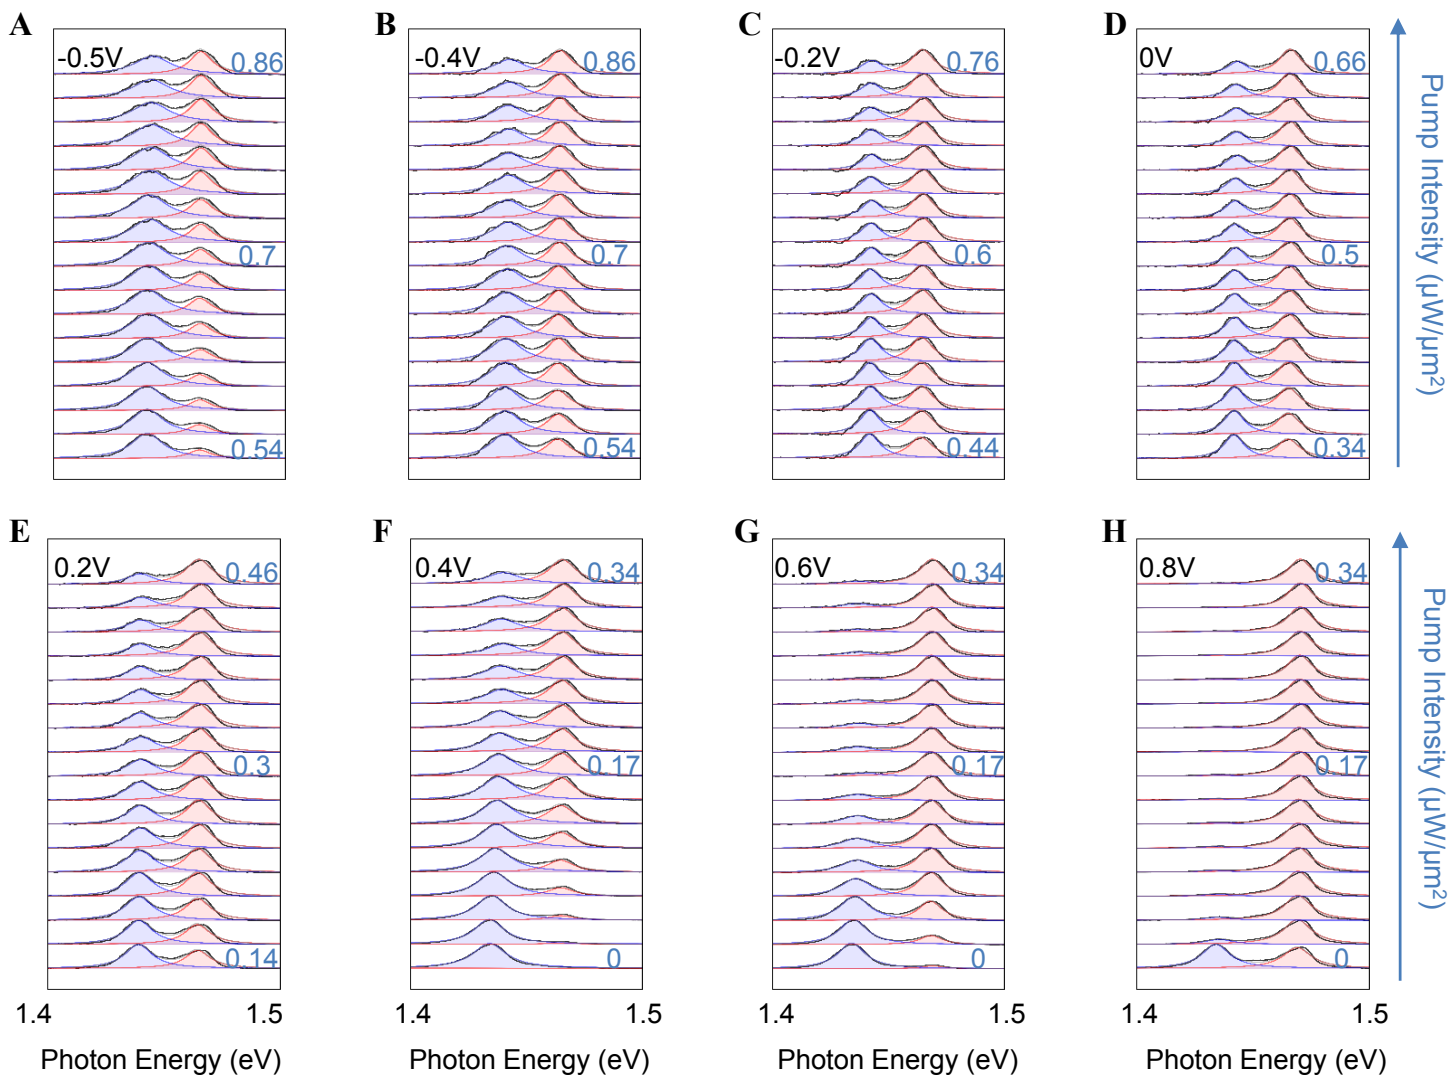 A
-0.5V
0.86
0.7
0.54
B
-0.4V
0.86
0.7
0.54
C
-0.2V
0.76
0.6
0.44
D
0V
0.66
0.5
0.34
Pump Intensity (µW/µm²)
E
0.2V
0.46
0.3
0.14
1.4 1.5
Photon Energy (eV)
F
0.4V
0.34
0.17
0
1.4 1.5
Photon Energy (eV)
G
0.6V
0.34
0.17
0
1.4 1.5
Photon Energy (eV)
H
0.8V
0.34
0.17
0
1.4 1.5
Photon Energy (eV)
Pump Intensity (µW/µm²)